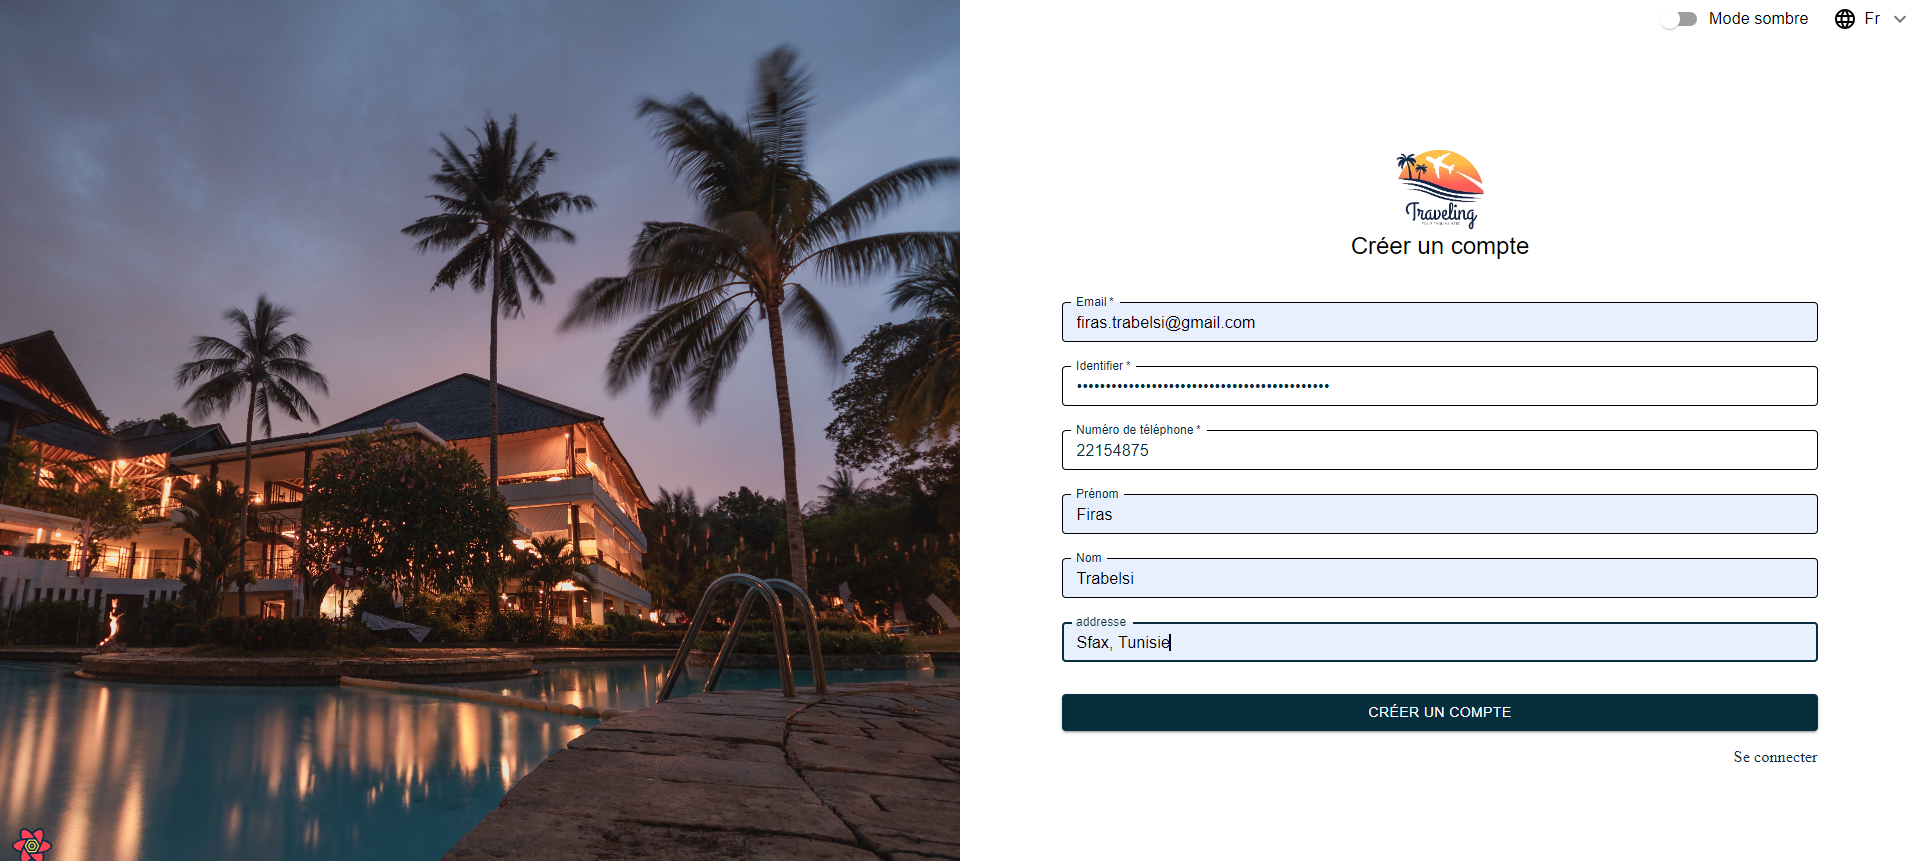 Mode sombre
Fr
Traveling
Créer un compte
Email *
firas.trabelsi@gmail.com
Identifier *
••••••••••••••••••••••••••••••••••••••••••••
Numéro de téléphone *
22154875
Prénom
Firas
Nom
Trabelsi
addresse
Sfax, Tunisie
CRÉER UN COMPTE
Se connecter